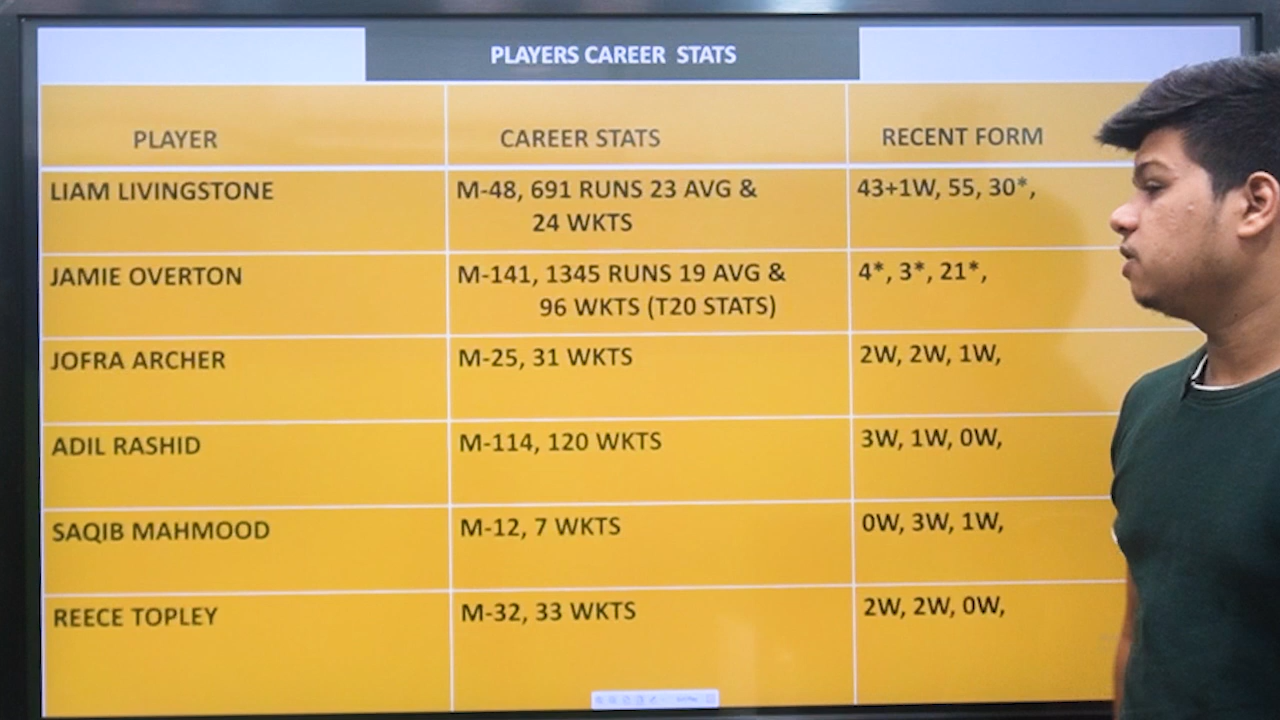 PLAYERS CAREER STATS
PLAYER CAREER STATS RECENT FORM
LIAM LIVINGSTONE M-48, 691 RUNS 23 AVG & 43+1W, 55, 30*,
24 WKTS
JAMIE OVERTON M-141, 1345 RUNS 19 AVG & 4*, 3*, 21*,
96 WKTS (T20 STATS)
JOFRA ARCHER M-25, 31 WKTS 2W, 2W, 1W,
ADIL RASHID M-114, 120 WKTS 3W, 1W, 0W,
SAQIB MAHMOOD M-12, 7 WKTS 0W, 3W, 1W,
REECE TOPLEY M-32, 33 WKTS 2W, 2W, 0W,